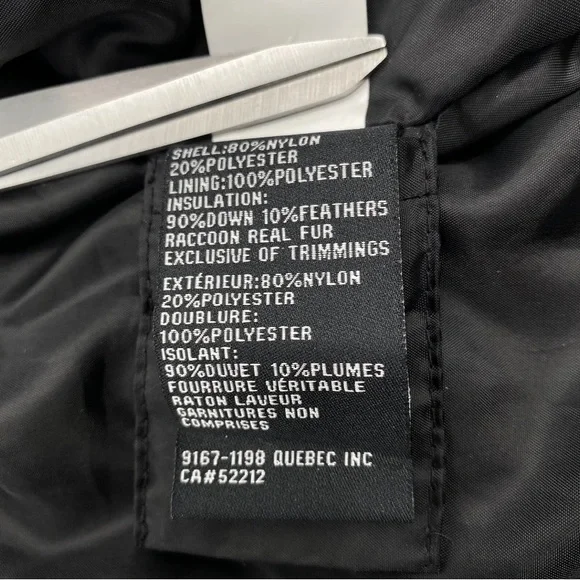 SHELL:80%NYLON
20%POLYESTER
LINING:100%POLYESTER
INSULATION:
90%DOWN 10%FEATHERS
RACCOON REAL FUR
EXCLUSIVE OF TRIMMINGS
EXTÉRIEUR:80%NYLON
20%POLYESTER
DOUBLURE:
100%POLYESTER
ISOLANT:
90%DUVET 10%PLUMES
FOURRURE VÉRITABLE
RATON LAVEUR
GARNITURES NON
COMPRISES
9167-1198 QUEBEC INC
CA#52212